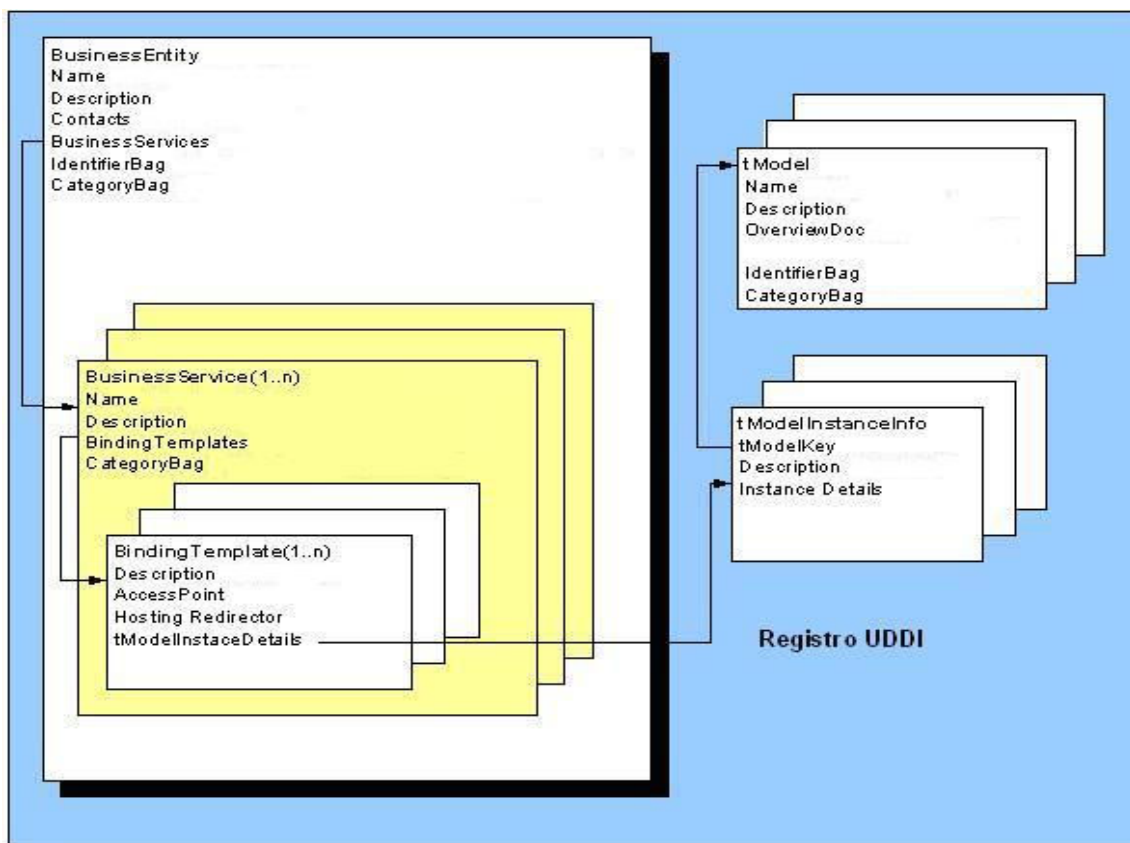 BusinessEntity
Name
Description
Contacts
BusinessServices
IdentifierBag
CategoryBag
BusinessService(1..n)
Name
Description
BindingTemplates
CategoryBag
BindingTemplate(1..n)
Description
AccessPoint
Hosting Redirector
tModelInstaceDetails
tModel
Name
Description
OverviewDoc
IdentifierBag
CategoryBag
tModelInstanceInfo
tModelKey
Description
Instance Details
Registro UDDI